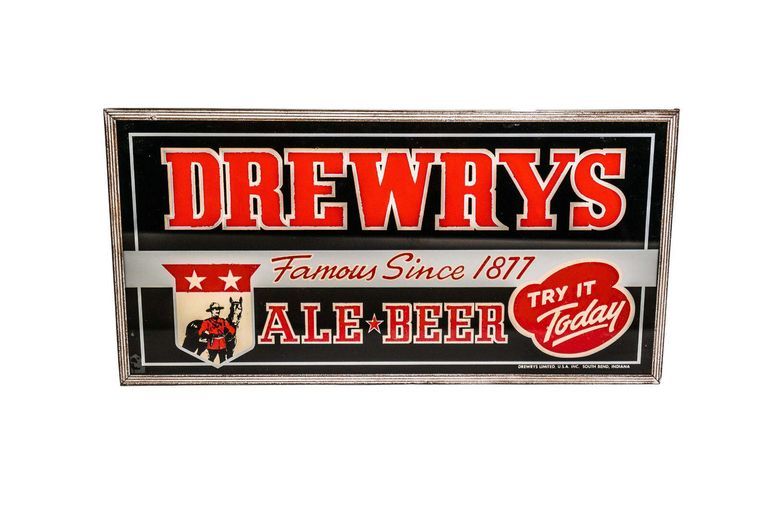 DREWRYS
Famous Since 1877
ALE★BEER
TRY IT
Today
DREWRYS LIMITED, U.S.A. INC. SOUTH BEND, INDIANA